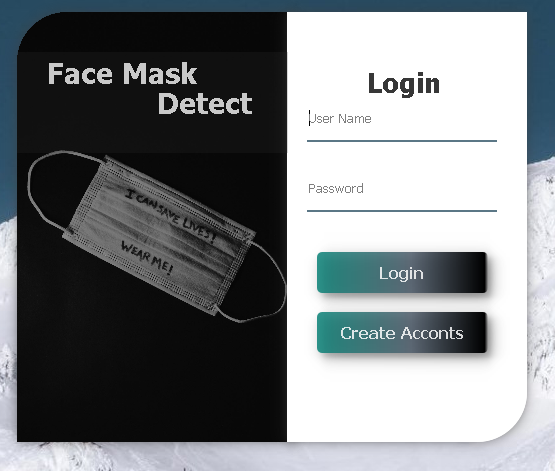 Face Mask
Detect
I CAN SAVE LIVES!
WEAR ME!
Login
User Name
Password
Login
Create Acconts